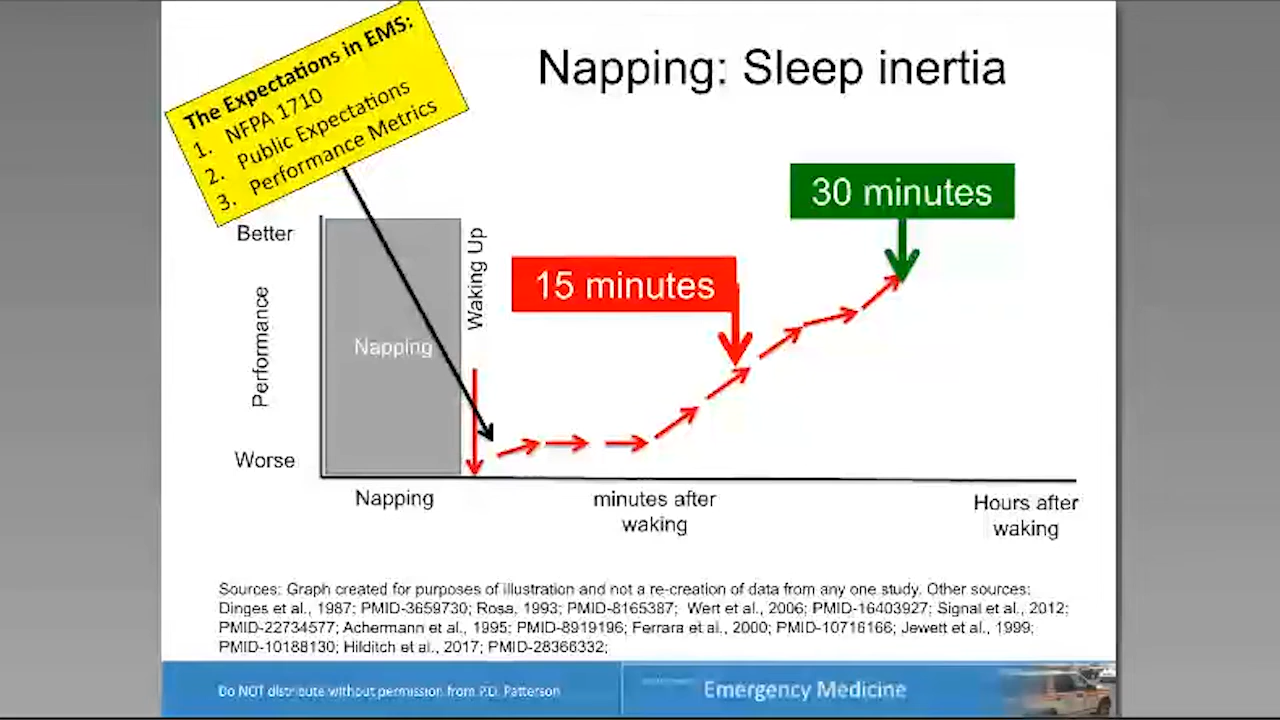 The Expectations in EMS:
1. NFPA 1710
2. Public Expectations
3. Performance Metrics
Napping: Sleep inertia
30 minutes
15 minutes
Better
Performance
Worse
Napping
Waking Up
Napping
minutes after
waking
Hours after
waking
Sources: Graph created for purposes of illustration and not a re-creation of data from any one study. Other sources:
Dinges et al., 1987; PMID-3659730; Rosa, 1993; PMID-8165387; Wert et al., 2006; PMID-16403927; Signal et al., 2012;
PMID-22734577; Achermann et al., 1995; PMID-8919196; Ferrara et al., 2000; PMID-10716166; Jewett et al., 1999;
PMID-10188130; Hilditch et al., 2017; PMID-28366332;
Do NOT distribute without permission from P.D. Patterson
Emergency Medicine